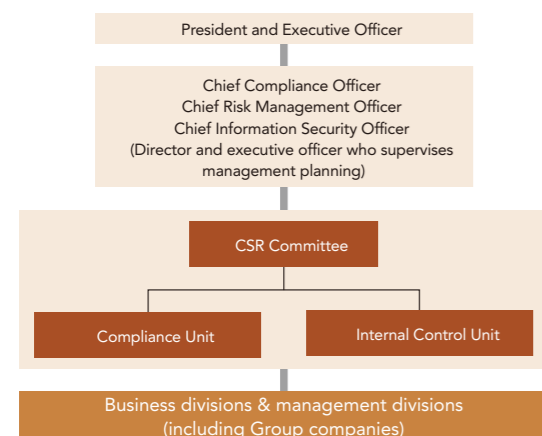 President and Executive Officer
Chief Compliance Officer
Chief Risk Management Officer
Chief Information Security Officer
(Director and executive officer who supervises
management planning)
CSR Committee
Compliance Unit
Internal Control Unit
Business divisions & management divisions
(including Group companies)